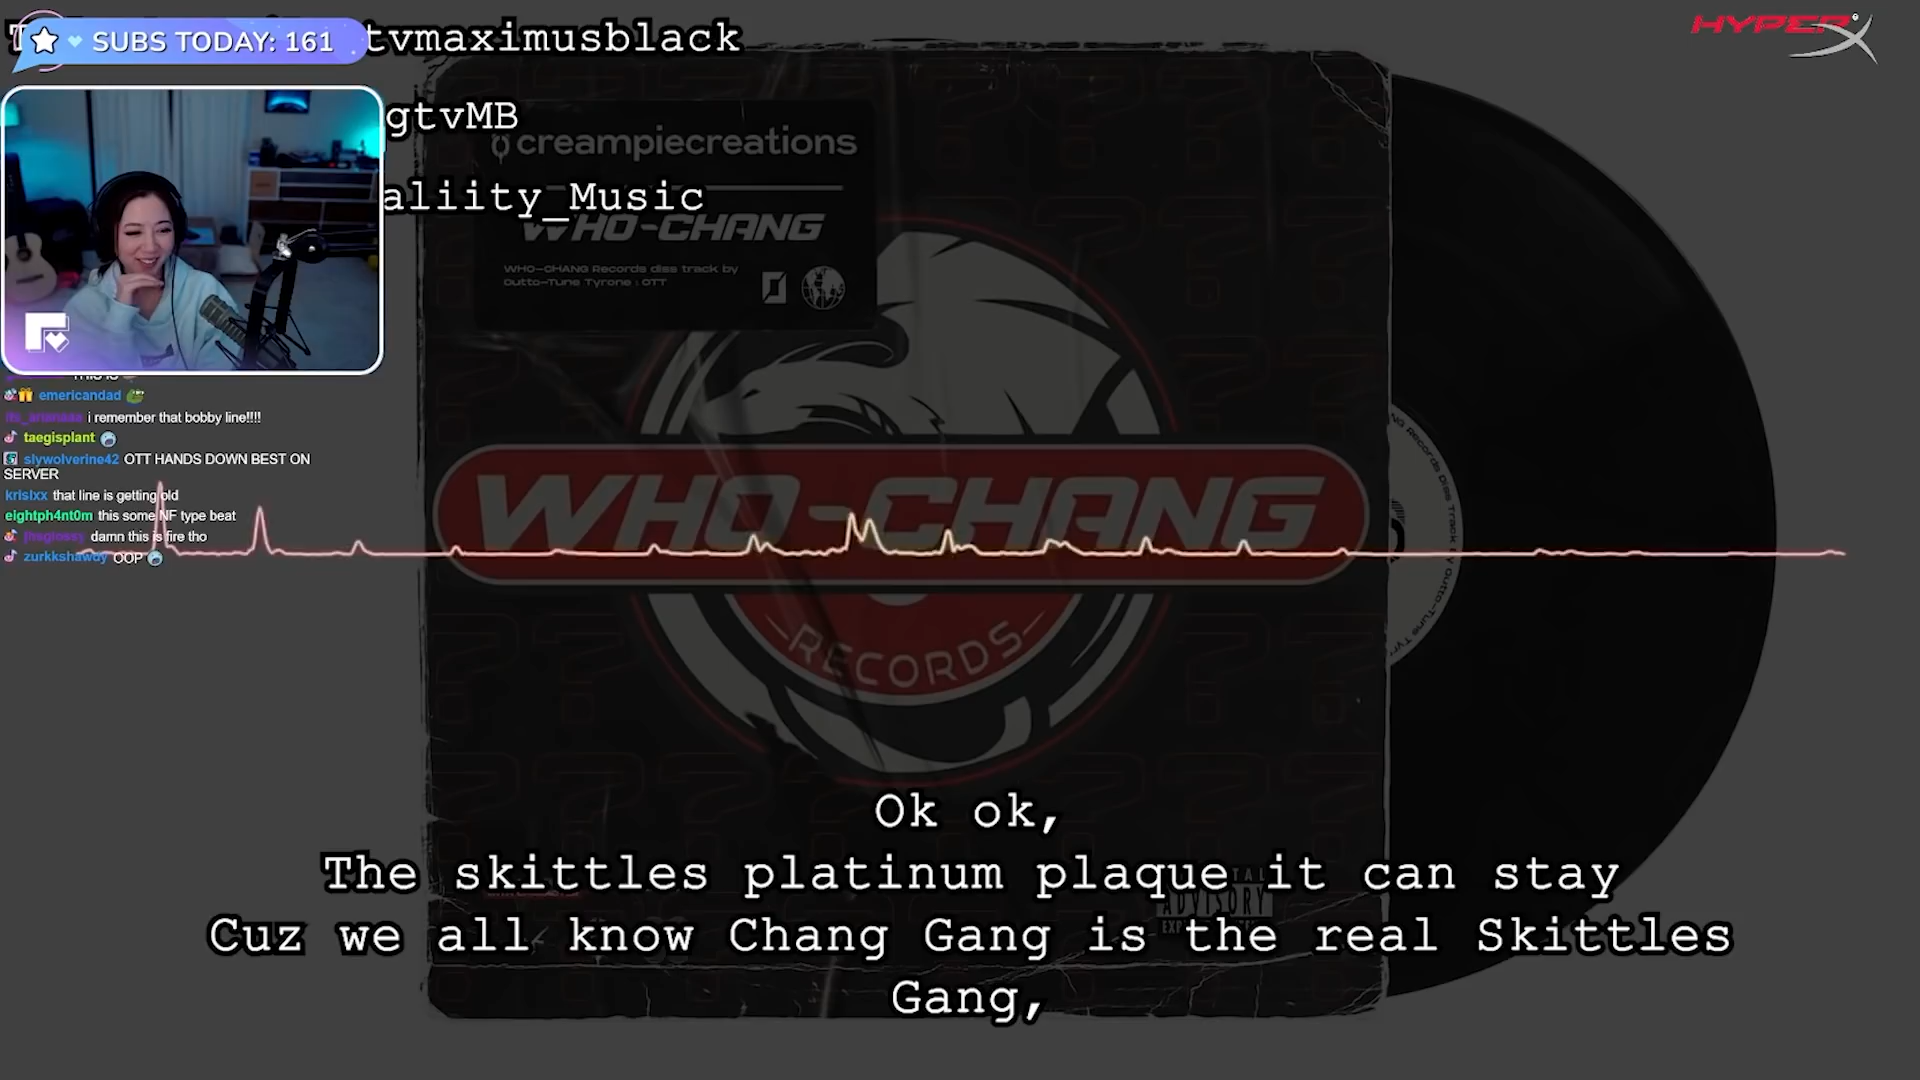 SUBS TODAY: 161
tvmaximusblack
gtvMB
aliity_Music
HYPERX
creampiecreations
WHO-CHANG
WHO-CHANG Records diss track by
Outto-Tune Tyrone : OTT
emericandad
i remember that bobby line!!!!
taegisplant
slywolverine42 OTT HANDS DOWN BEST ON
SERVER
krislxx that line is getting old
eightph4nt0m this some NF type beat
damn this is fire tho
zurkkshawdy OOP
WHO-CHANG
RECORDS
ADVISORY
Ok ok,
The skittles platinum plaque it can stay
Cuz we all know Chang Gang is the real Skittles
Gang,